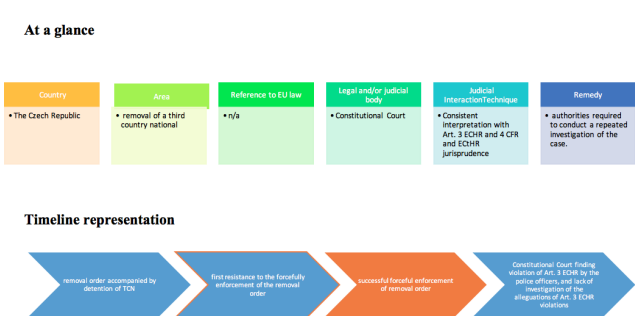 At a glance
Country
Area
Reference to EU law
Legal and/or judicial
body
Judicial
InteractionTechnique
Remedy
• The Czech Republic
• removal of a third
country national
• n/a
• Constitutional Court
• Consistent
interpretation with
Art. 3 ECHR and 4 CFR
and ECtHR
jurisprudence
• authorities required
to conduct a repeated
investigation of the
case.
Timeline representation
removal order accompanied by
detention of TCN
first resistance to the forcefully
enforcement of the removal
order
successful forceful enforcement
of removal order
Constitutional Court finding
violation of Art. 3 ECHR by the
police officers, and lack of
investigation of the
alleguations of Art. 3 ECHR
violations